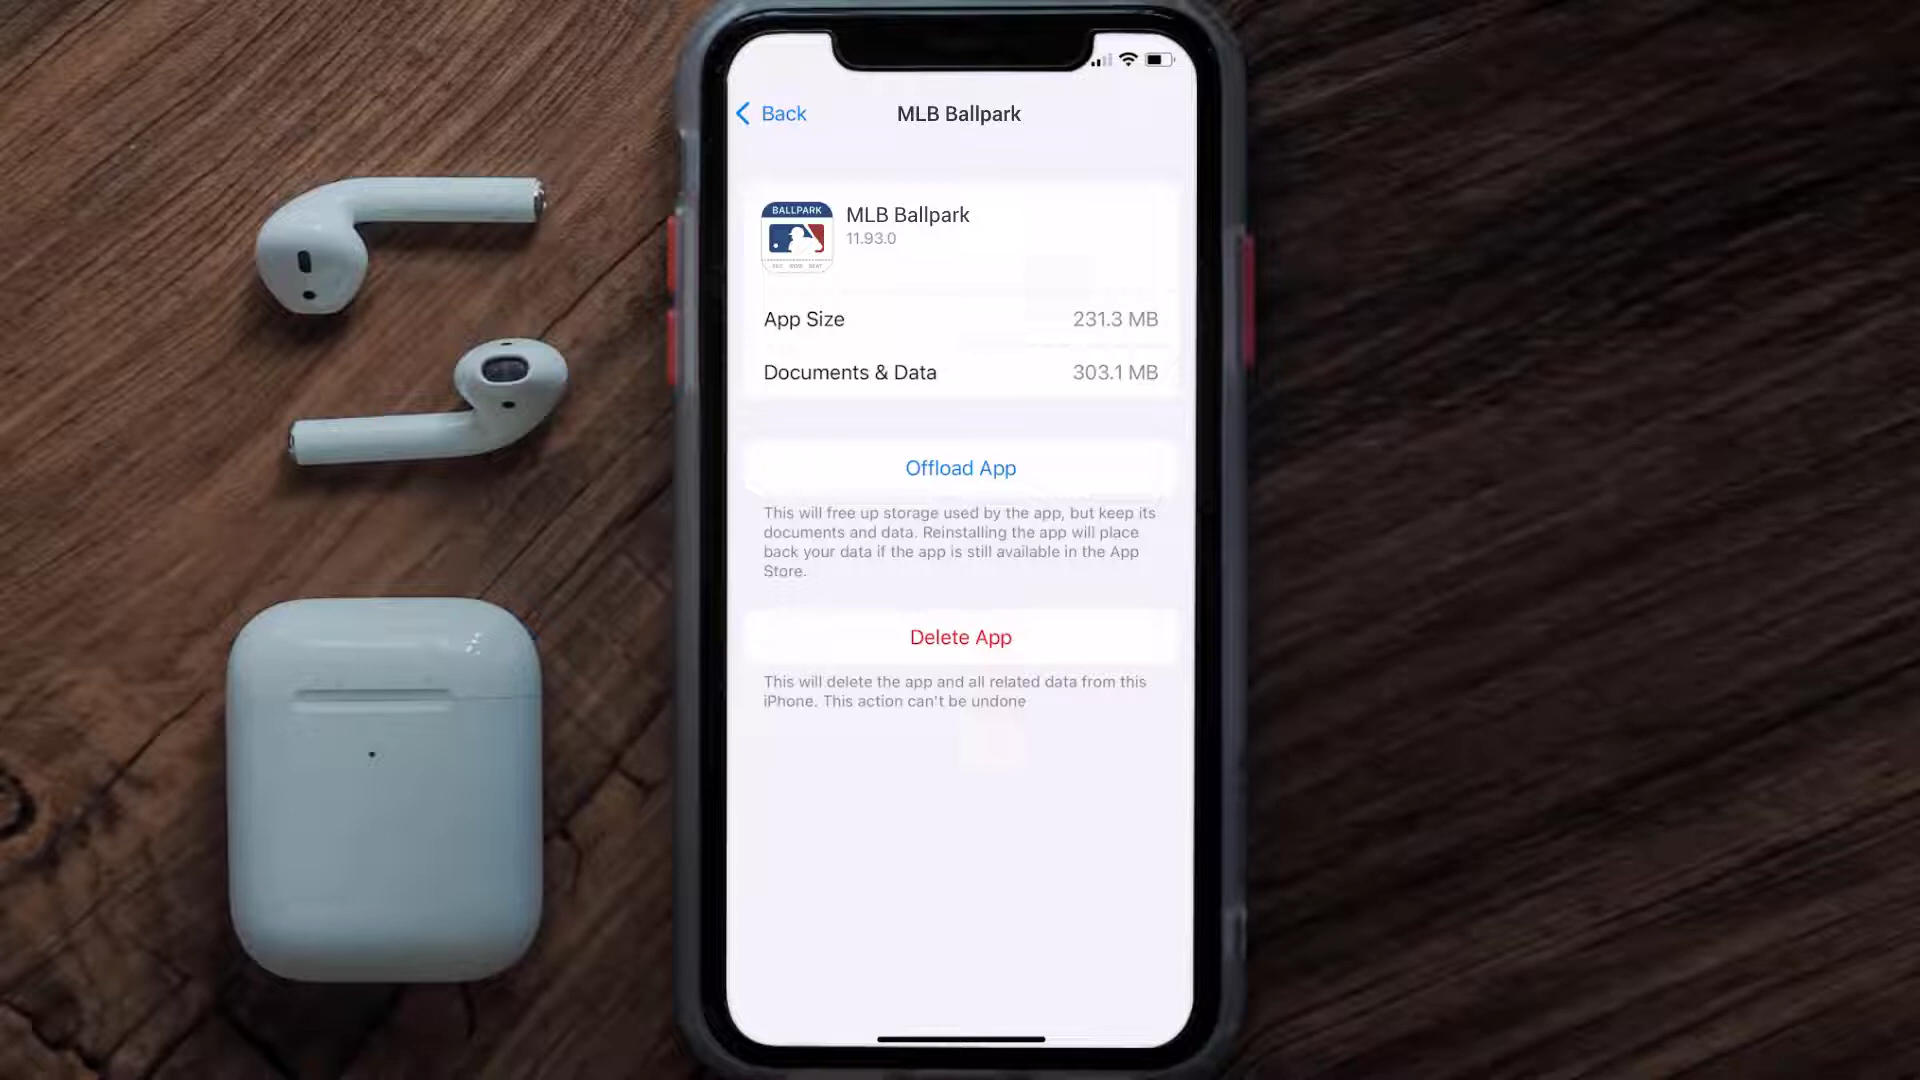 Back
MLB Ballpark
BALLPARK
MLB Ballpark
11.93.0
App Size
231.3 MB
Documents & Data
303.1 MB
Offload App
This will free up storage used by the app, but keep its
documents and data. Reinstalling the app will place
back your data if the app is still available in the App
Store.
Delete App
This will delete the app and all related data from this
iPhone. This action can't be undone